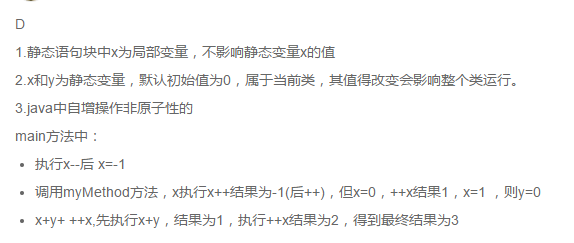 D
1.静态语句块中x为局部变量，不影响静态变量x的值
2.x和y为静态变量，默认初始值为0，属于当前类，其值得改变会影响整个类运行。
3.java中自增操作非原子性的
main方法中：
• 执行x--后 x=-1
• 调用myMethod方法，x执行x++结果为-1(后++)，但x=0，++x结果1，x=1 ，则y=0
• x+y+ ++x,先执行x+y，结果为1，执行++x结果为2，得到最终结果为3